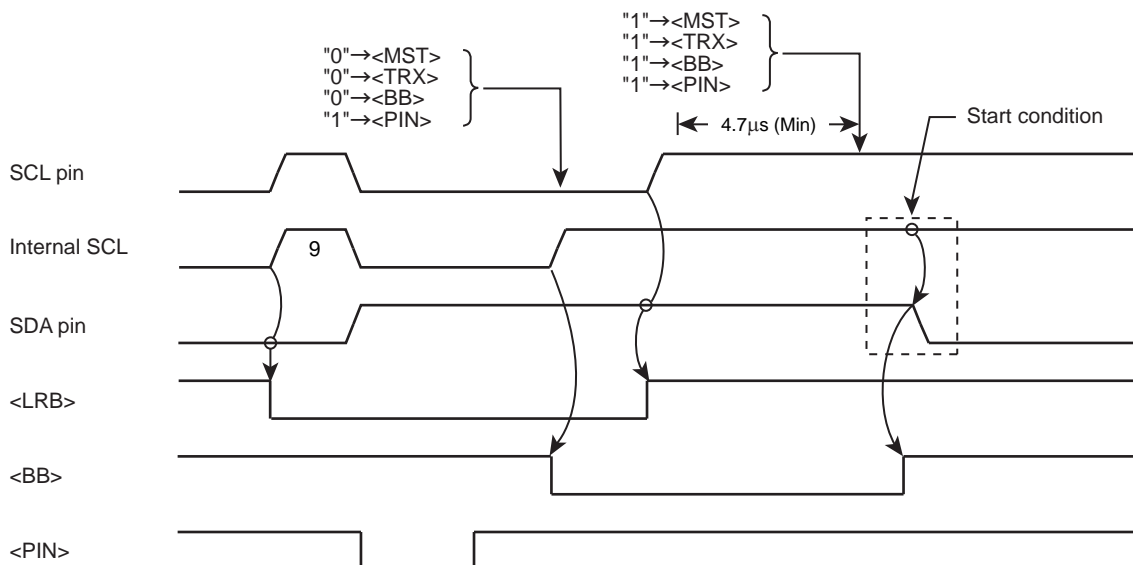 "0"→<MST>
"0"→<TRX>
"0"→<BB>
"1"→<PIN>
"1"→<MST>
"1"→<TRX>
"1"→<BB>
"1"→<PIN>
4.7μs (Min)
Start condition
SCL pin
Internal SCL
9
SDA pin
<LRB>
<BB>
<PIN>